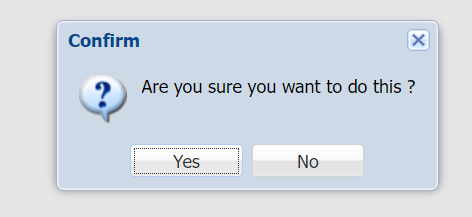 Confirm
Are you sure you want to do this ?
Yes
No